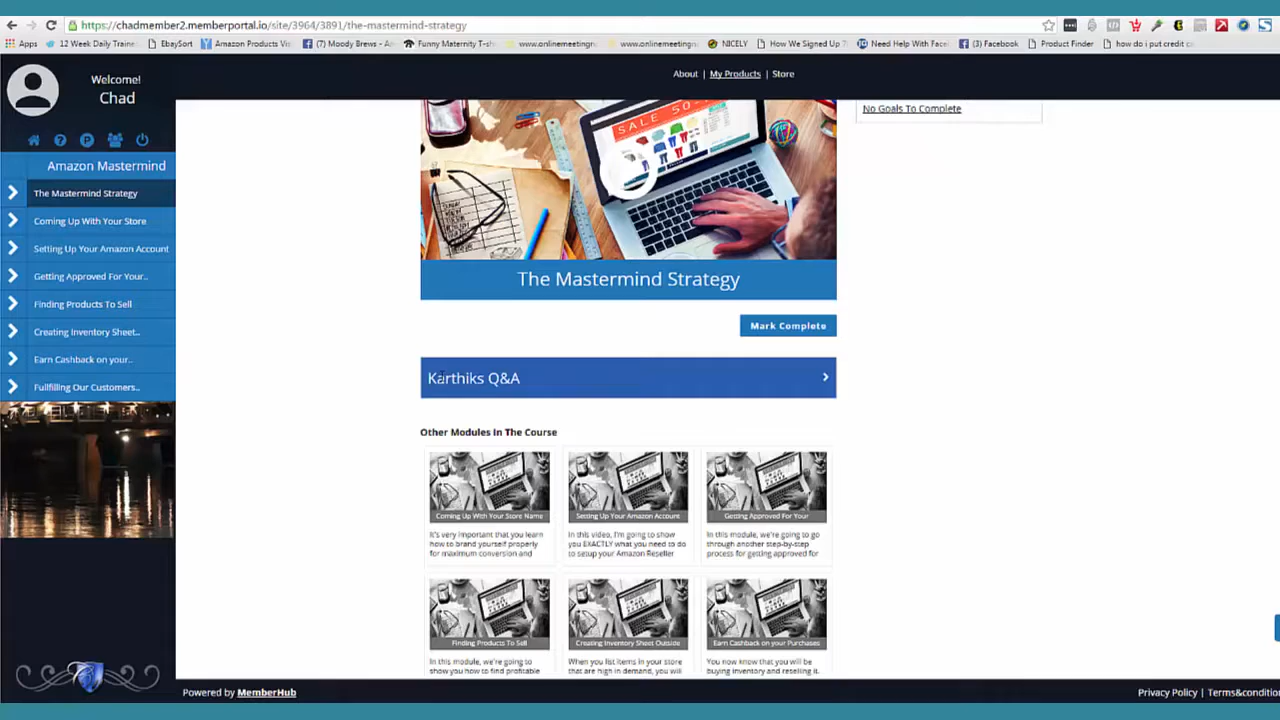 https://chadmember2.memberportal.io/site/3964/3891/the-mastermind-strategy
Apps
12 Week Daily Traine
EbaySort
Amazon Products Vi
(7) Moody Brews - A
Funny Maternity T-sh
www.onlinemeetingn
www.onlinemeetingn
NICELY
How We Signed Up 7
Need Help With Face
(3) Facebook
Product Finder
how do i put credit c
Welcome!
Chad
About | My Products | Store
Amazon Mastermind
The Mastermind Strategy
Coming Up With Your Store
Setting Up Your Amazon Account
Getting Approved For Your..
Finding Products To Sell
Creating Inventory Sheet..
Earn Cashback on your..
Fullfilling Our Customers..
No Goals To Complete
SALE 50
The Mastermind Strategy
Mark Complete
Karthiks Q&A
Other Modules In The Course
Coming Up With Your Store Name
It's very important that you learn
how to brand yourself properly
for maximum conversion and
Setting Up Your Amazon Account
In this video, I'm going to show
you EXACTLY what you need to do
to setup your Amazon Reseller
Getting Approved For Your
In this module, we're going to go
through another step-by-step
process for getting approved for
Finding Products To Sell
In this module, we're going to
show you how to find profitable
Creating Inventory Sheet Outside
When you list items in your store
that are high in demand, you will
Earn Cashback on your Purchases
You now know that you will be
buying inventory and reselling it.
Powered by MemberHub
Privacy Policy | Terms&conditio